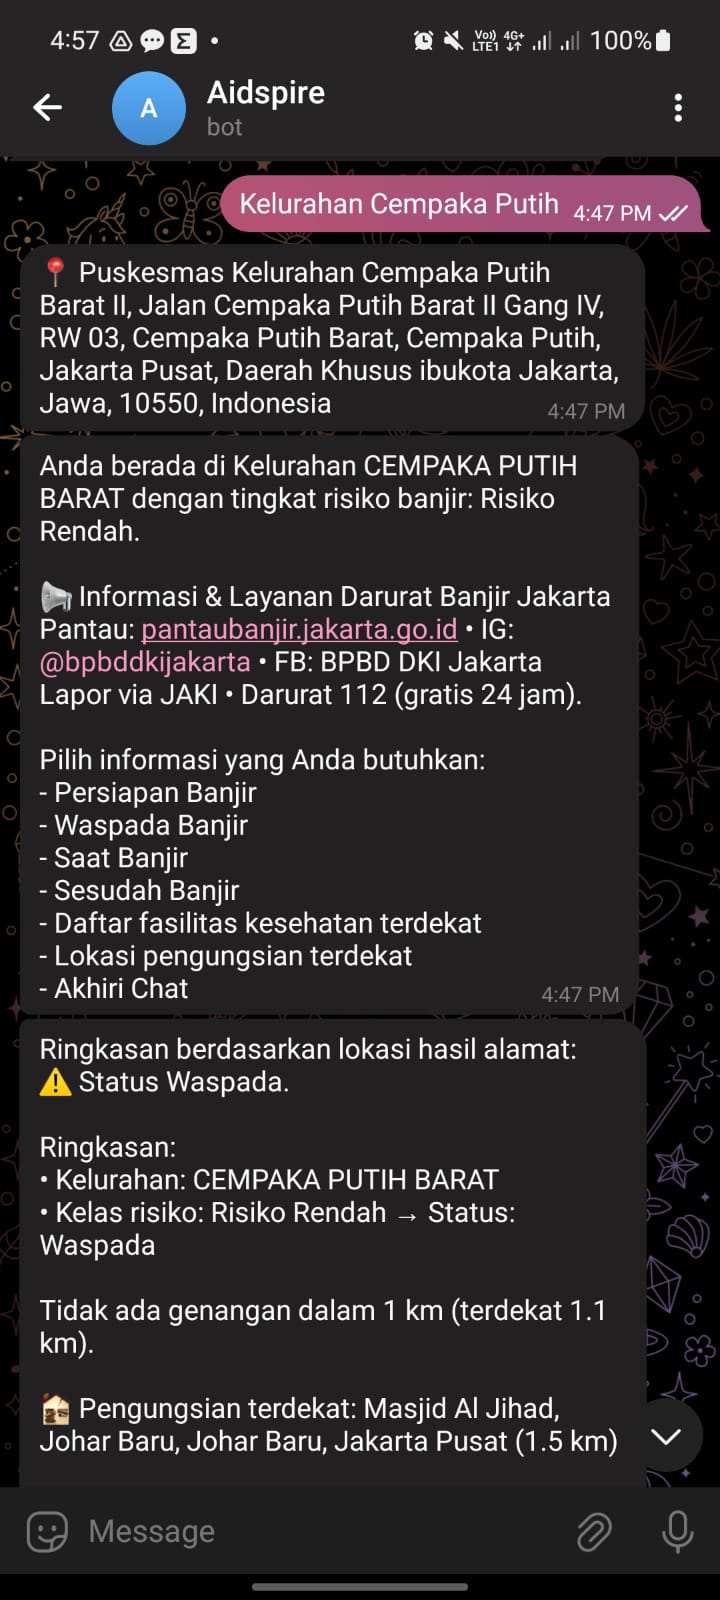 4:57
Vo)) LTE1 4G+ 100%
A
Aidspire
bot
Kelurahan Cempaka Putih 4:47 PM
Puskesmas Kelurahan Cempaka Putih
Barat II, Jalan Cempaka Putih Barat II Gang IV,
RW 03, Cempaka Putih Barat, Cempaka Putih,
Jakarta Pusat, Daerah Khusus ibukota Jakarta,
Jawa, 10550, Indonesia 4:47 PM
Anda berada di Kelurahan CEMPAKA PUTIH
BARAT dengan tingkat risiko banjir: Risiko
Rendah.
Informasi & Layanan Darurat Banjir Jakarta
Pantau: pantaubanjir.jakarta.go.id • IG:
@bpbddkijakarta • FB: BPBD DKI Jakarta
Lapor via JAKI • Darurat 112 (gratis 24 jam).
Pilih informasi yang Anda butuhkan:
- Persiapan Banjir
- Waspada Banjir
- Saat Banjir
- Sesudah Banjir
- Daftar fasilitas kesehatan terdekat
- Lokasi pengungsian terdekat
- Akhiri Chat 4:47 PM
Ringkasan berdasarkan lokasi hasil alamat:
⚠️ Status Waspada.
Ringkasan:
• Kelurahan: CEMPAKA PUTIH BARAT
• Kelas risiko: Risiko Rendah → Status:
Waspada
Tidak ada genangan dalam 1 km (terdekat 1.1
km).
Pengungsian terdekat: Masjid Al Jihad,
Johar Baru, Johar Baru, Jakarta Pusat (1.5 km)
Message